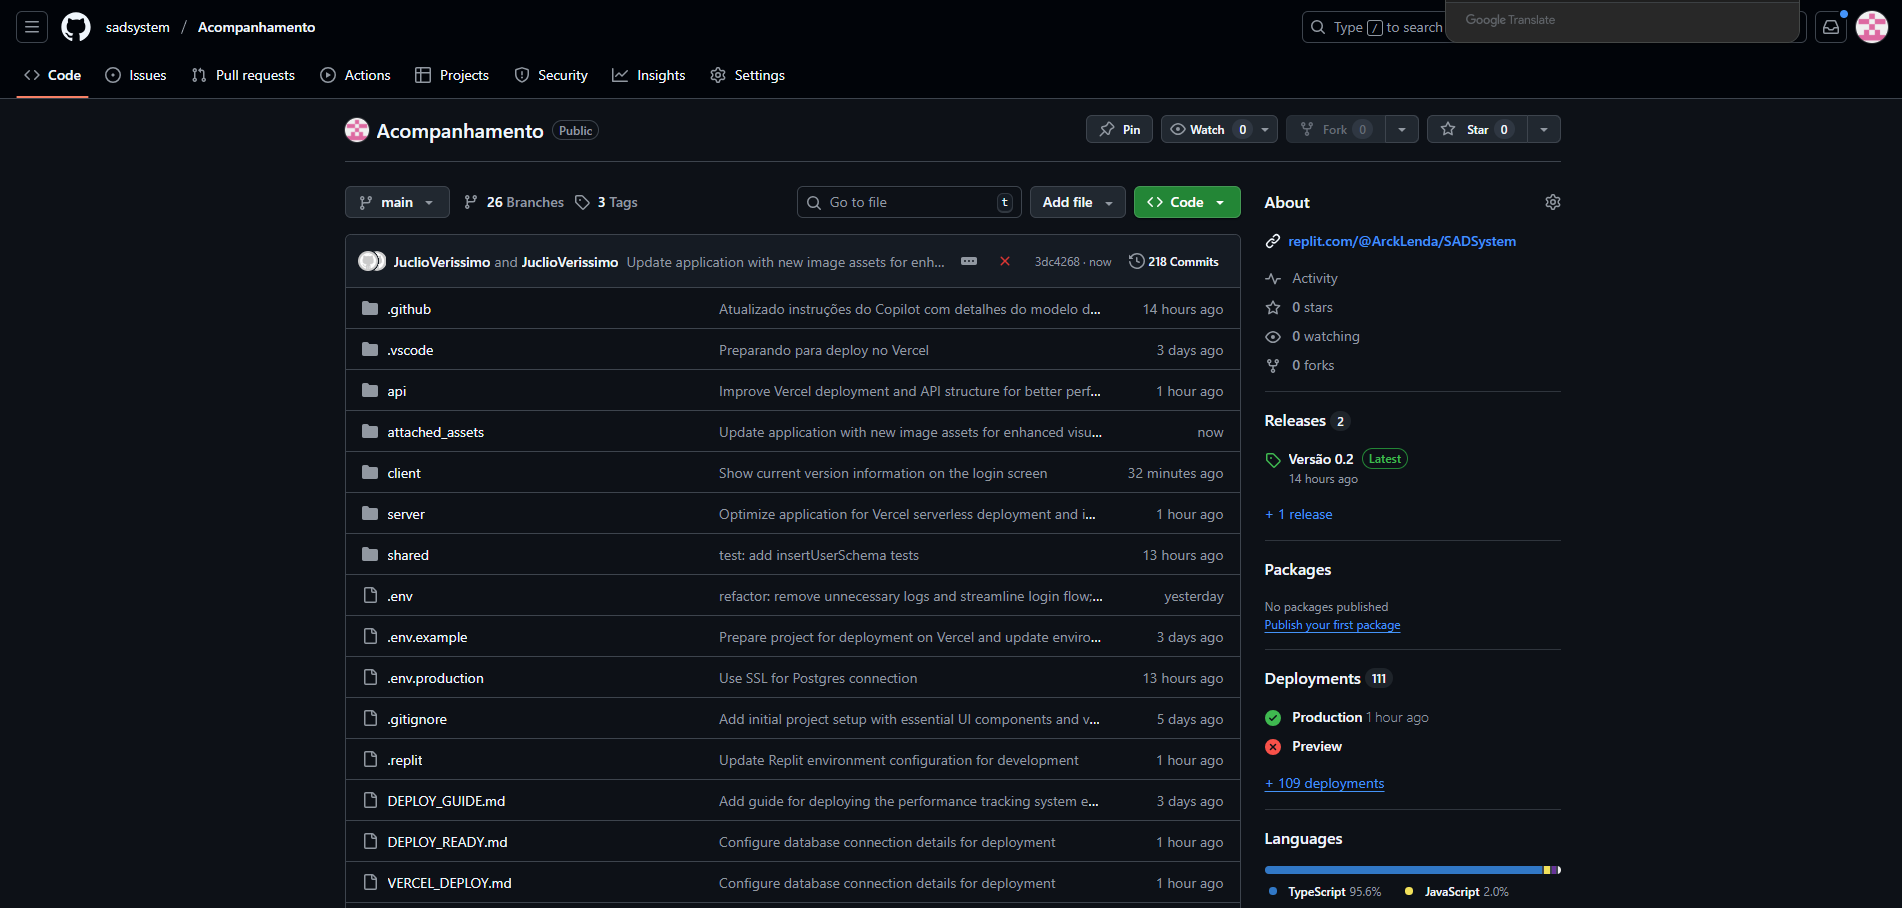 sadsystem / Acompanhamento
Type / to search
Google Translate
Code
Issues
Pull requests
Actions
Projects
Security
Insights
Settings
Acompanhamento Public
Pin
Watch 0
Fork 0
Star 0
main
26 Branches
3 Tags
Go to file t
Add file
Code
JuclioVerissimo and JuclioVerissimo Update application with new image assets for enh... 3dc4268 · now 218 Commits
.github Atualizado instruções do Copilot com detalhes do modelo d... 14 hours ago
.vscode Preparando para deploy no Vercel 3 days ago
api Improve Vercel deployment and API structure for better perf... 1 hour ago
attached_assets Update application with new image assets for enhanced visu... now
client Show current version information on the login screen 32 minutes ago
server Optimize application for Vercel serverless deployment and i... 1 hour ago
shared test: add insertUserSchema tests 13 hours ago
.env refactor: remove unnecessary logs and streamline login flow;... yesterday
.env.example Prepare project for deployment on Vercel and update enviro... 3 days ago
.env.production Use SSL for Postgres connection 13 hours ago
.gitignore Add initial project setup with essential UI components and v... 5 days ago
.replit Update Replit environment configuration for development 1 hour ago
DEPLOY_GUIDE.md Add guide for deploying the performance tracking system e... 3 days ago
DEPLOY_READY.md Configure database connection details for deployment 1 hour ago
VERCEL_DEPLOY.md Configure database connection details for deployment 1 hour ago
About
replit.com/@ArckLenda/SADSystem
Activity
0 stars
0 watching
0 forks
Releases 2
Versão 0.2 Latest
14 hours ago
+ 1 release
Packages
No packages published
Publish your first package
Deployments 111
Production 1 hour ago
Preview
+ 109 deployments
Languages
TypeScript 95.6% JavaScript 2.0%